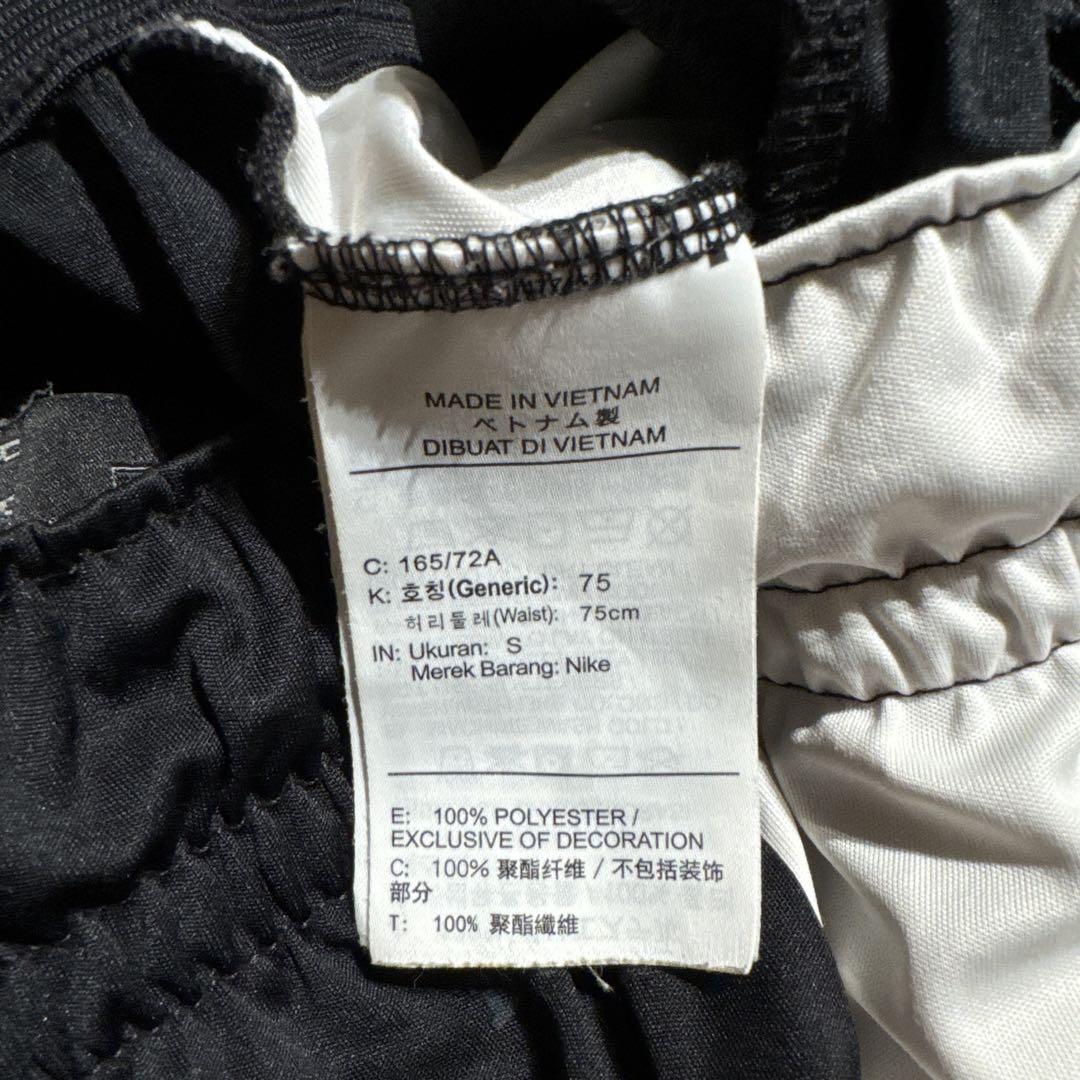 MADE IN VIETNAM
ベトナム製
DIBUAT DI VIETNAM
C: 165/72A
K: 호칭(Generic): 75
허리둘레(Waist): 75cm
IN: Ukuran: S
Merek Barang: Nike
E: 100% POLYESTER /
EXCLUSIVE OF DECORATION
C: 100% 聚酯纤维 / 不包括装饰
部分
T: 100% 聚酯纖維